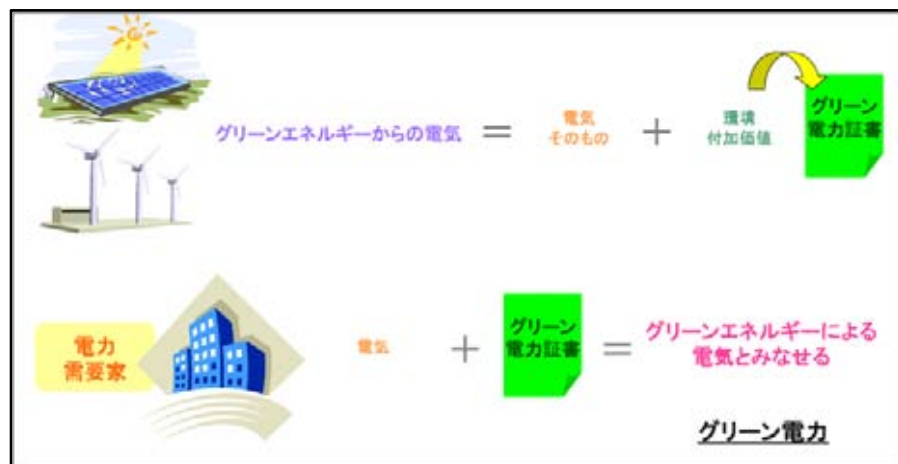 グリーンエネルギーからの電気 = 電気 そのもの + 環境 付加価値
グリーン
電力証書
電力
需要家
電気 +
グリーン
電力証書
= グリーンエネルギーによる
電気とみなせる
グリーン電力